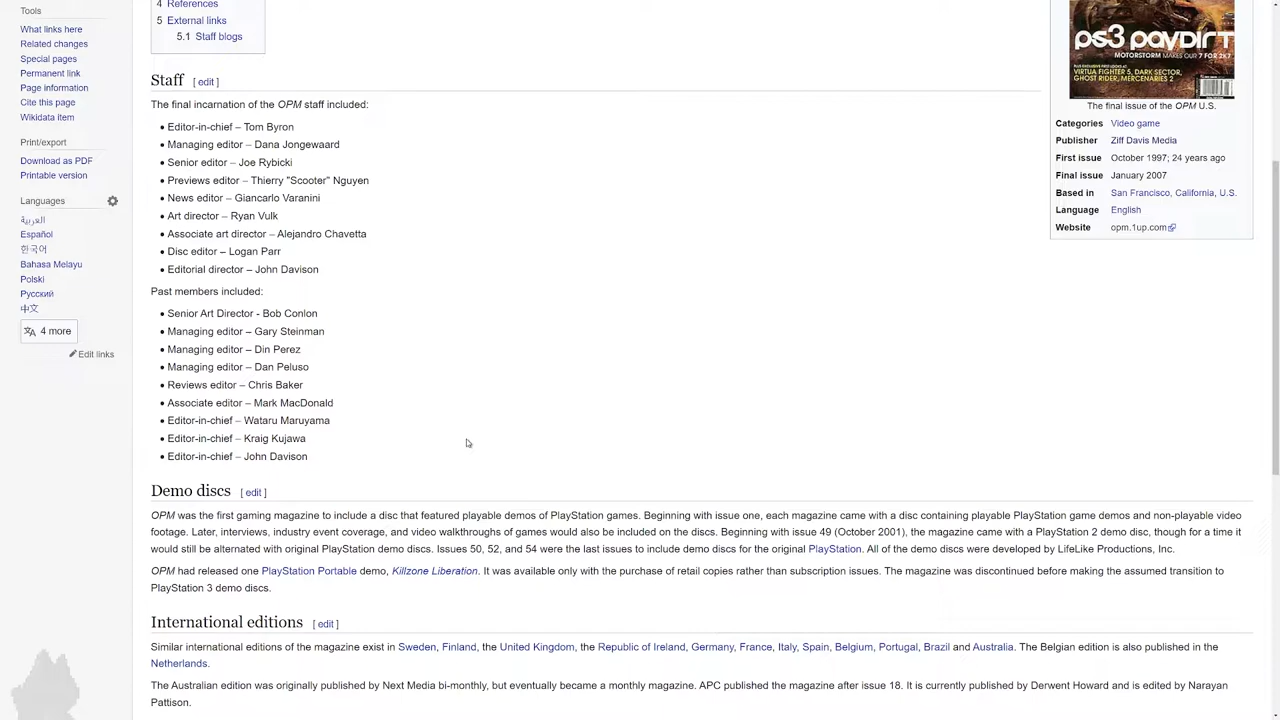 Tools
What links here
Related changes
Special pages
Permanent link
Page information
Cite this page
Wikidata item
Print/export
Download as PDF
Printable version
Languages
العربية
Español
한국어
Bahasa Melayu
Polski
Русский
中文
4 more
Edit links
4 References
5 External links
5.1 Staff blogs
Staff [ edit ]
The final incarnation of the OPM staff included:
• Editor-in-chief – Tom Byron
• Managing editor – Dana Jongewaard
• Senior editor – Joe Rybicki
• Previews editor – Thierry "Scooter" Nguyen
• News editor – Giancarlo Varanini
• Art director – Ryan Vulk
• Associate art director – Alejandro Chavetta
• Disc editor – Logan Parr
• Editorial director – John Davison
Past members included:
• Senior Art Director - Bob Conlon
• Managing editor – Gary Steinman
• Managing editor – Din Perez
• Managing editor – Dan Peluso
• Reviews editor – Chris Baker
• Associate editor – Mark MacDonald
• Editor-in-chief – Wataru Maruyama
• Editor-in-chief – Kraig Kujawa
• Editor-in-chief – John Davison
Demo discs [ edit ]
OPM was the first gaming magazine to include a disc that featured playable demos of PlayStation games. Beginning with issue one, each magazine came with a disc containing playable PlayStation game demos and non-playable video
footage. Later, interviews, industry event coverage, and video walkthroughs of games would also be included on the discs. Beginning with issue 49 (October 2001), the magazine came with a PlayStation 2 demo disc, though for a time it
would still be alternated with original PlayStation demo discs. Issues 50, 52, and 54 were the last issues to include demo discs for the original PlayStation. All of the demo discs were developed by LifeLike Productions, Inc.
OPM had released one PlayStation Portable demo, Killzone Liberation. It was available only with the purchase of retail copies rather than subscription issues. The magazine was discontinued before making the assumed transition to
PlayStation 3 demo discs.
International editions [ edit ]
Similar international editions of the magazine exist in Sweden, Finland, the United Kingdom, the Republic of Ireland, Germany, France, Italy, Spain, Belgium, Portugal, Brazil and Australia. The Belgian edition is also published in the
Netherlands.
The Australian edition was originally published by Next Media bi-monthly, but eventually became a monthly magazine. APC published the magazine after issue 18. It is currently published by Derwent Howard and is edited by Narayan
Pattison.
PS3 PAYDIRT
MOTORSTORM MAKES OUR 7 FOR 2K7
VIRTUA FIGHTER 5, DARK SECTOR,
GHOST RIDER, MERCENARIES 2
The final issue of the OPM U.S.
Categories Video game
Publisher Ziff Davis Media
First issue October 1997; 24 years ago
Final issue January 2007
Based in San Francisco, California, U.S.
Language English
Website opm.1up.com